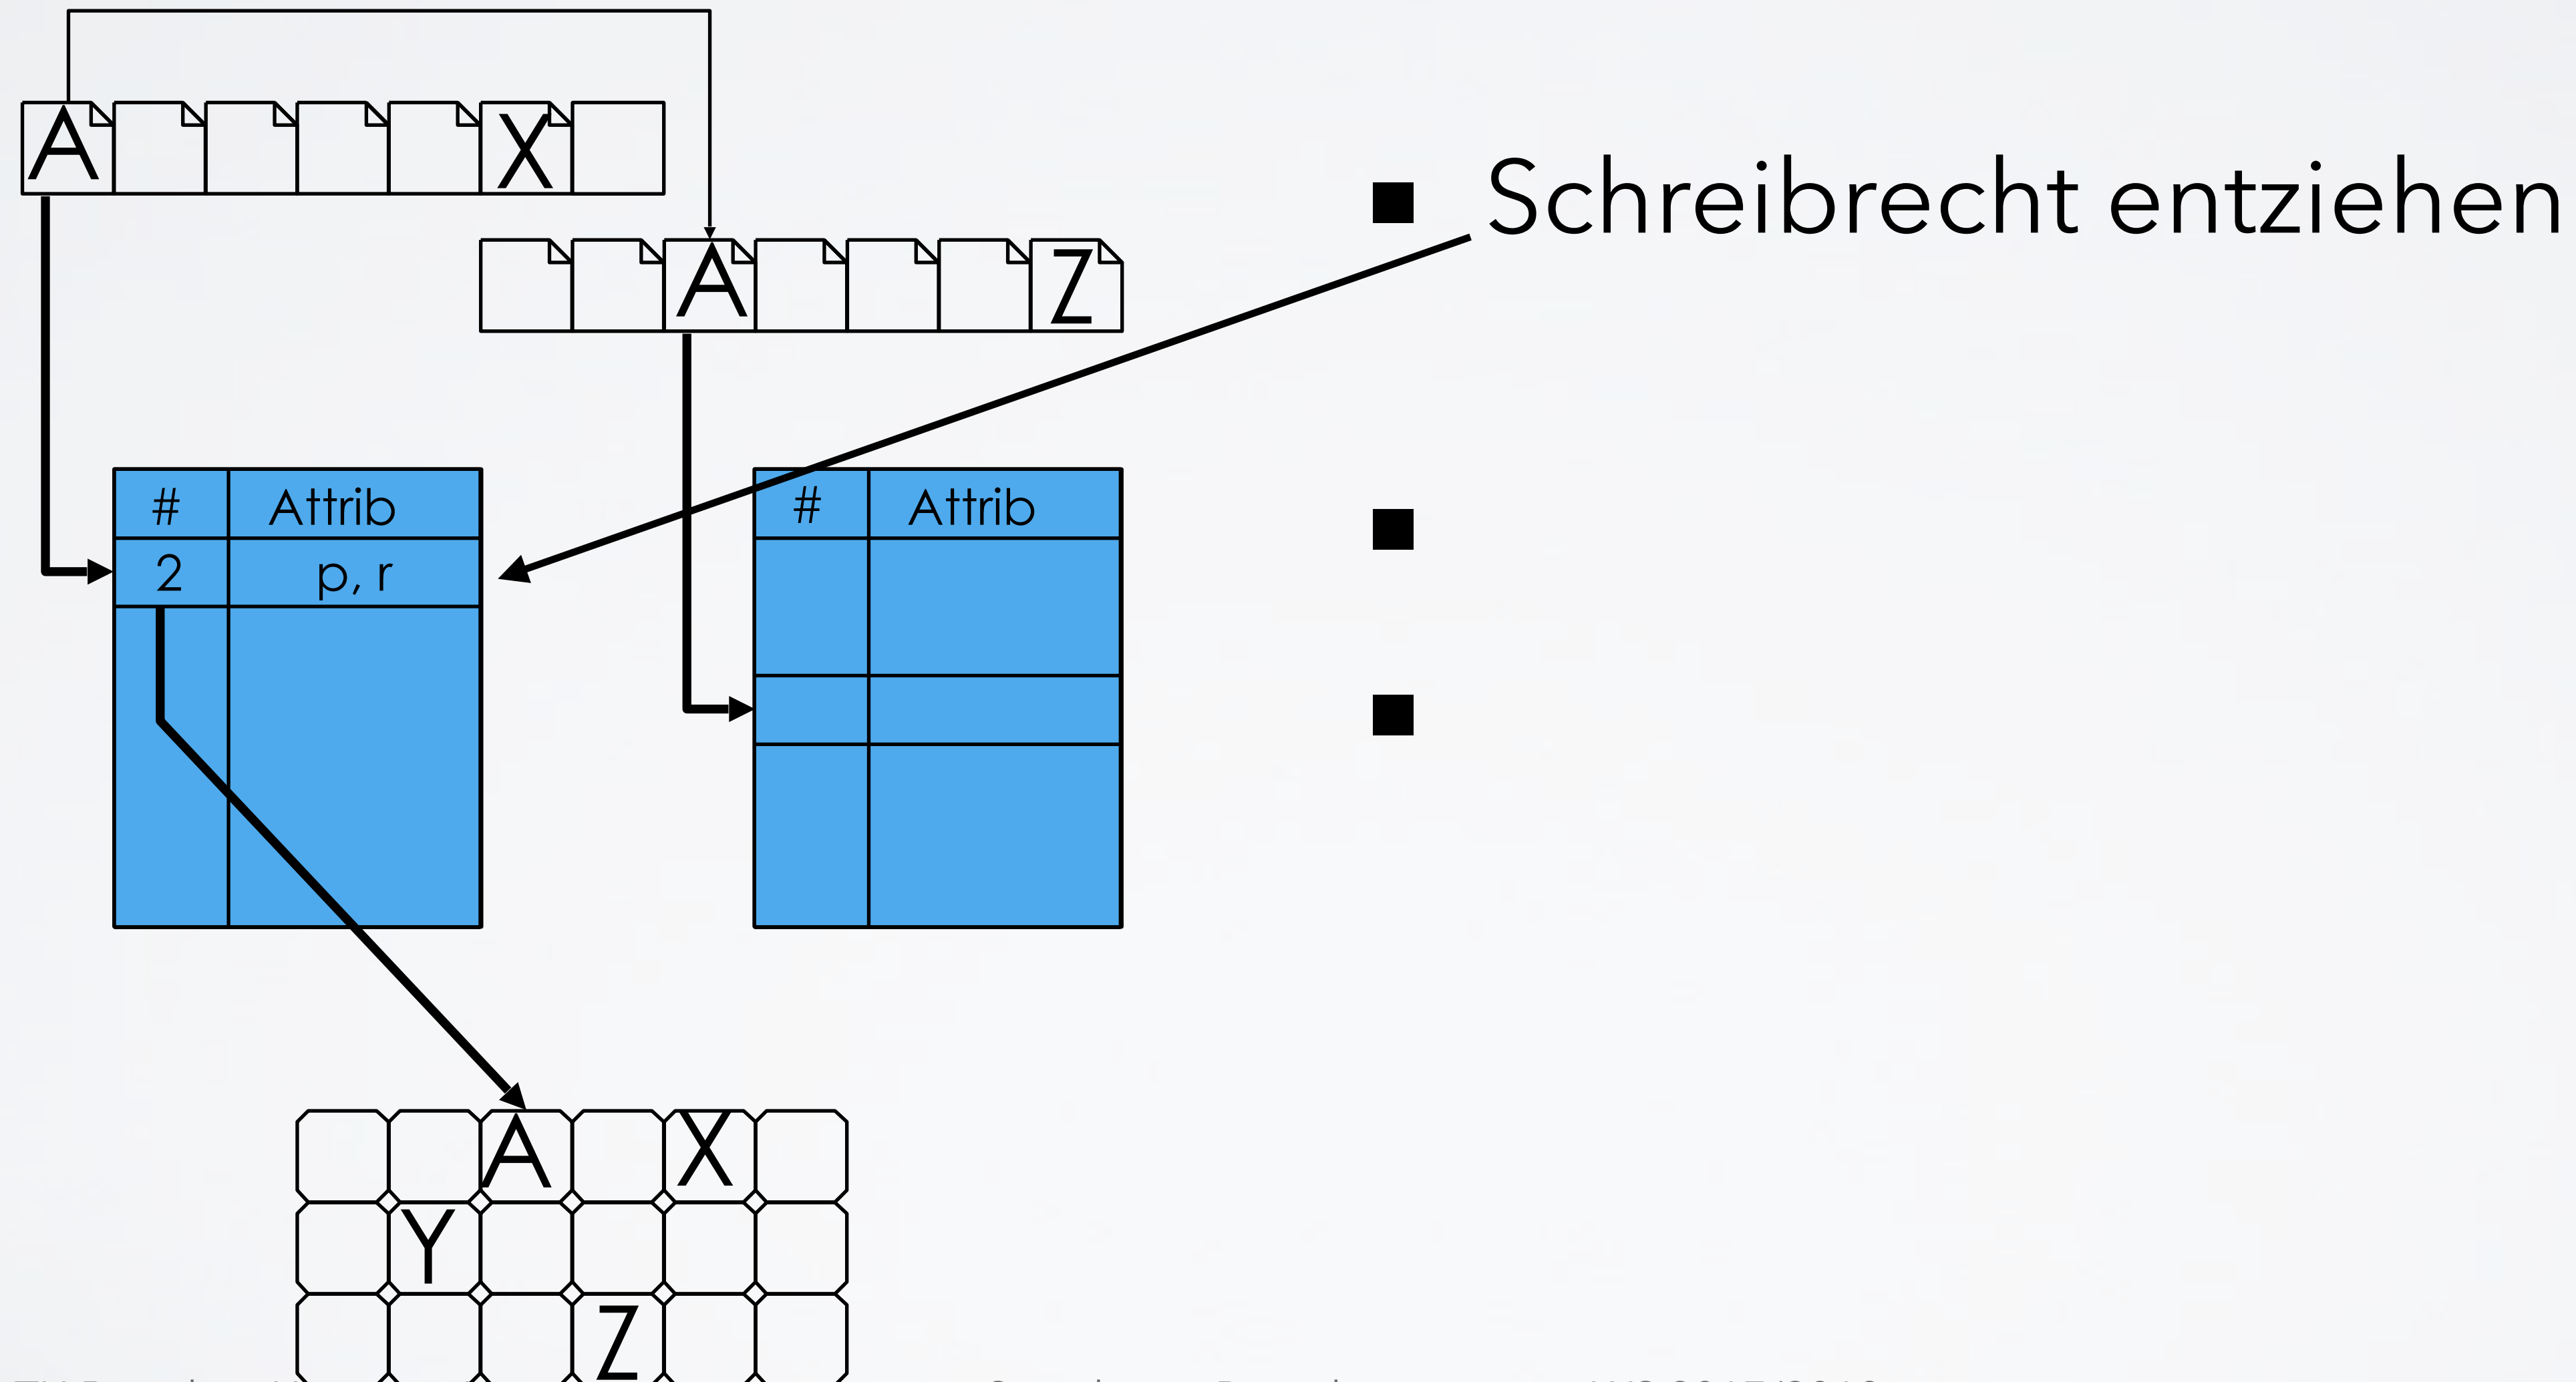 A X
A Z
■ Schreibrecht entziehen
# Attrib
2 p, r
# Attrib
■
■
A X
Y
Z